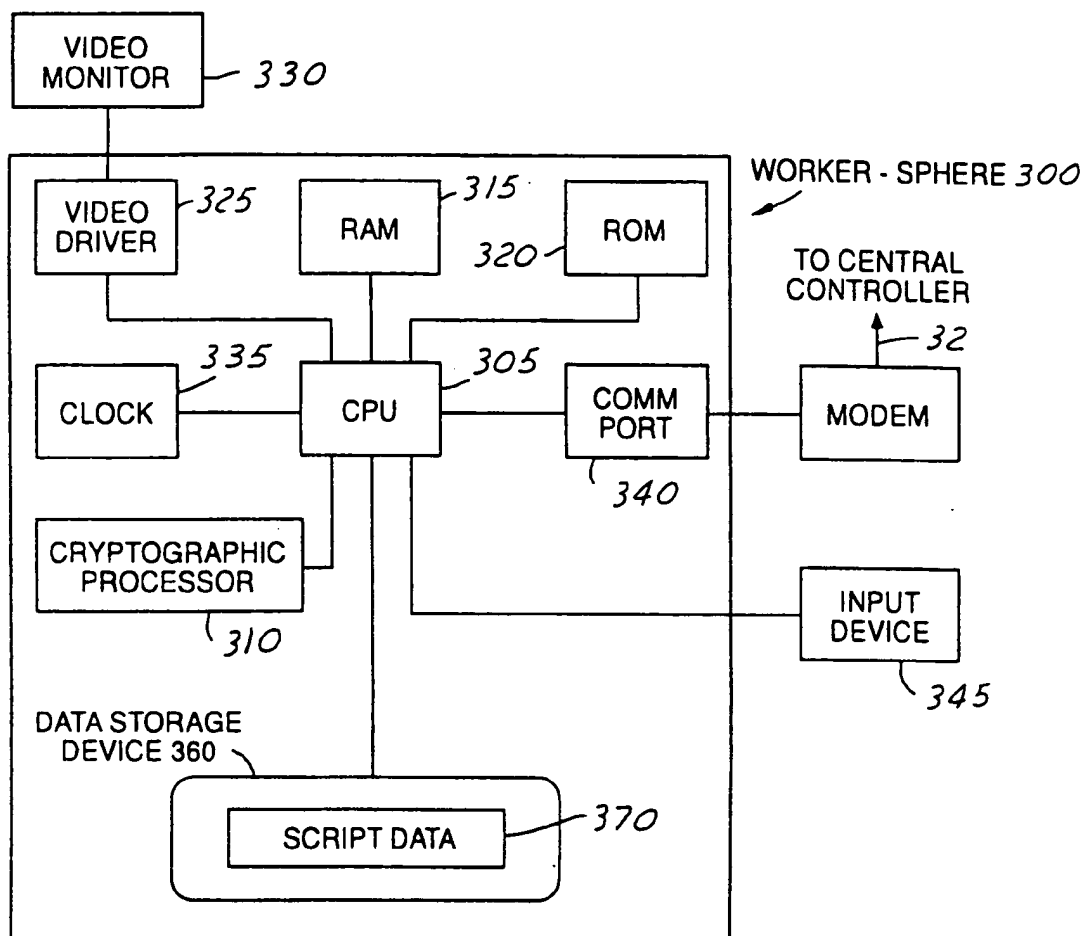 VIDEO
MONITOR
330
WORKER - SPHERE 300
VIDEO
DRIVER
325
RAM
315
ROM
320
TO CENTRAL
CONTROLLER
32
CLOCK
335
CPU
305
COMM
PORT
340
MODEM
CRYPTOGRAPHIC
PROCESSOR
310
INPUT
DEVICE
345
DATA STORAGE
DEVICE 360
SCRIPT DATA
370